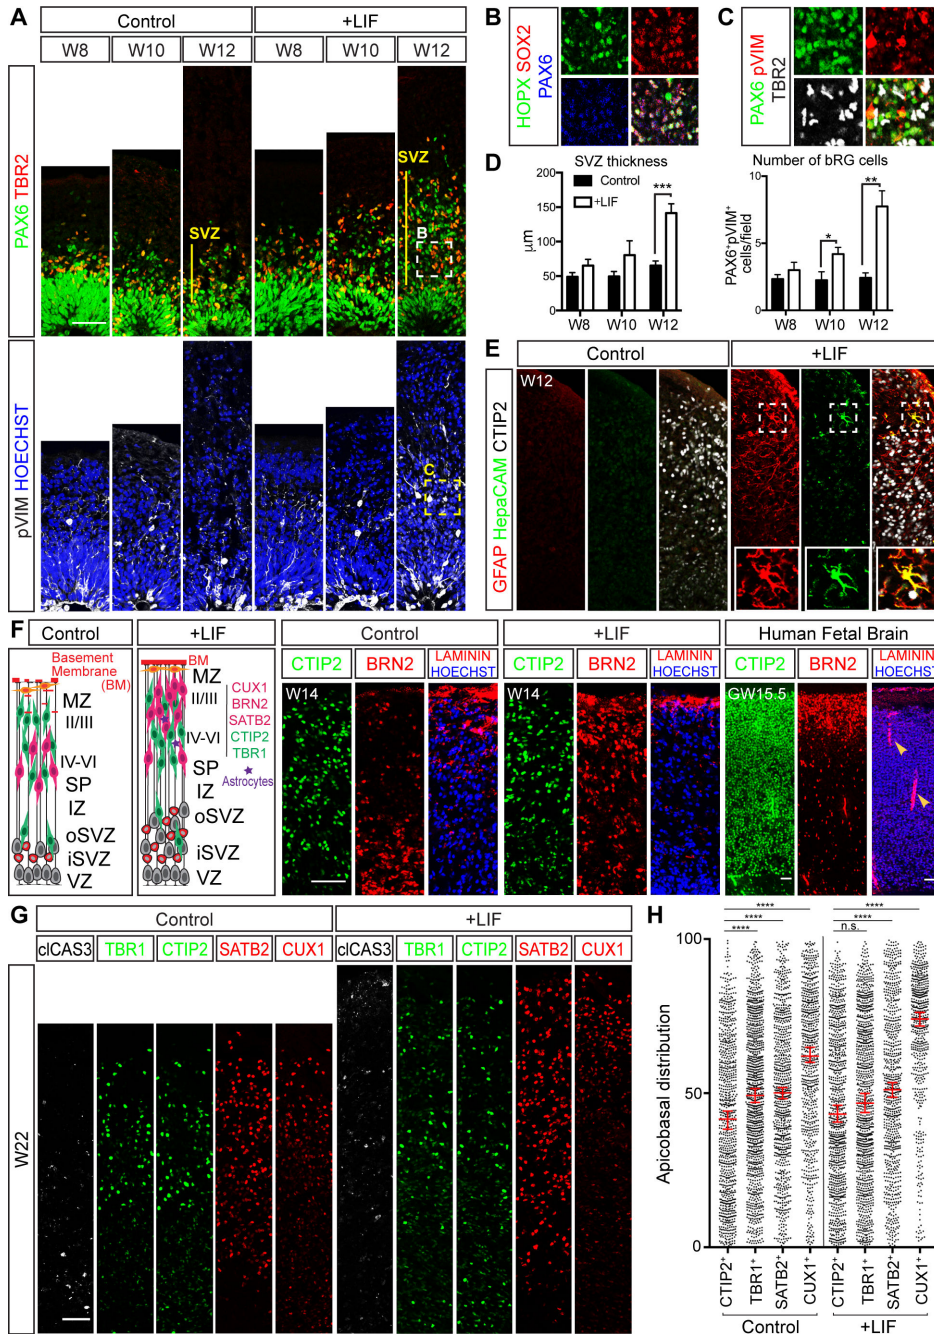 A
Control
+LIF
W8
W10
W12
W8
W10
W12
PAX6 TBR2
SVZ
SVZ
B
pVIM HOECHST
C
B
HOPX SOX2
PAX6
C
PAX6 pVIM
TBR2
D
SVZ thickness
Control
+LIF
***
200
150
100
50
0
μm
W8
W10
W12
Number of bRG cells
**
*
10
5
0
PAX6⁺pVIM⁺
cells/field
W8
W10
W12
E
Control
+LIF
W12
GFAP HepaCAM CTIP2
F
Control
Basement
Membrane
(BM)
MZ
II/III
IV-VI
SP
IZ
oSVZ
iSVZ
VZ
+LIF
BM
MZ
II/III
CUX1
BRN2
SATB2
CTIP2
TBR1
IV-VI
SP
Astrocytes
IZ
oSVZ
iSVZ
VZ
Control
+LIF
Human Fetal Brain
CTIP2
BRN2
LAMININ
HOECHST
CTIP2
BRN2
LAMININ
HOECHST
CTIP2
BRN2
LAMININ
HOECHST
W14
W14
GW15.5
G
Control
+LIF
clCAS3
TBR1
CTIP2
SATB2
CUX1
clCAS3
TBR1
CTIP2
SATB2
CUX1
W22
H
****
****
****
****
****
n.s.
100
50
0
Apicobasal distribution
CTIP2⁺
TBR1⁺
SATB2⁺
CUX1⁺
CTIP2⁺
TBR1⁺
SATB2⁺
CUX1⁺
Control
+LIF